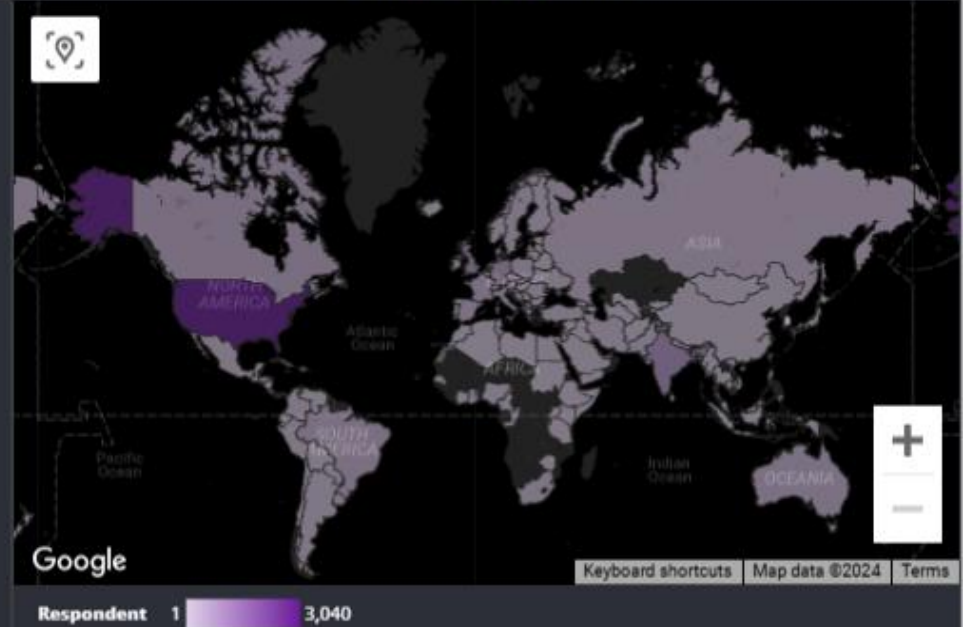 ASIA
NORTH
AMERICA
Atlantic
Ocean
AFRICA
SOUTH
AMERICA
Pacific
Ocean
Indian
Ocean
OCEANIA
+
−
Google
Keyboard shortcuts
Map data ©2024
Terms
Respondent 1 3,040